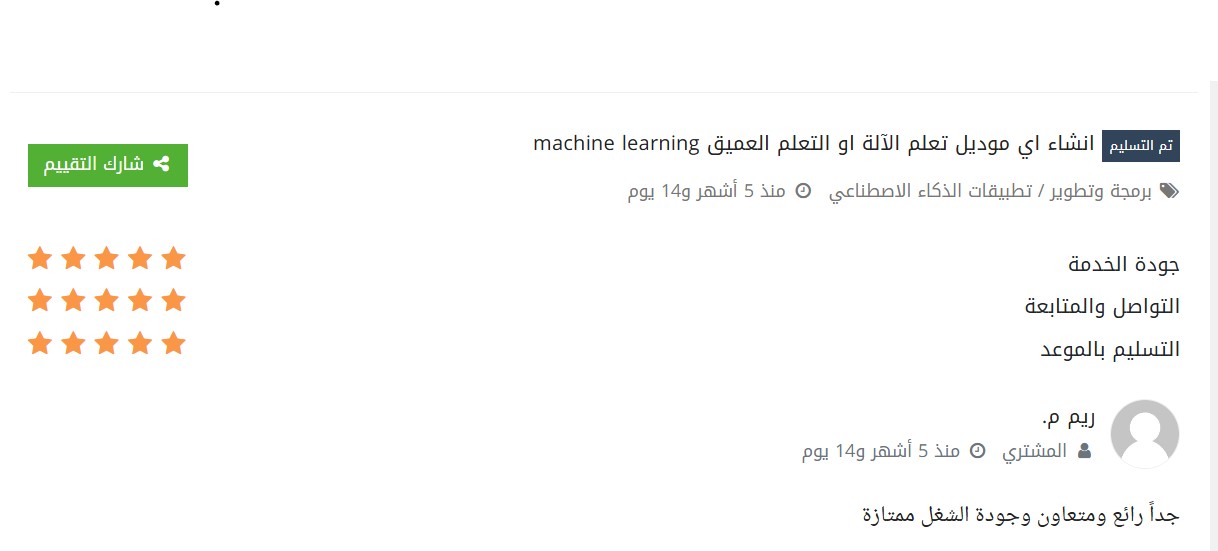 تم التسليم انشاء اي موديل تعلم الآلة او التعلم العميق machine learning
شارك التقييم
برمجة وتطوير / تطبيقات الذكاء الاصطناعي منذ 5 أشهر و14 يوم
جودة الخدمة
التواصل والمتابعة
التسليم بالموعد
ريم م.
المشتري منذ 5 أشهر و14 يوم
جداً رائع ومتعاون وجودة الشغل ممتازة